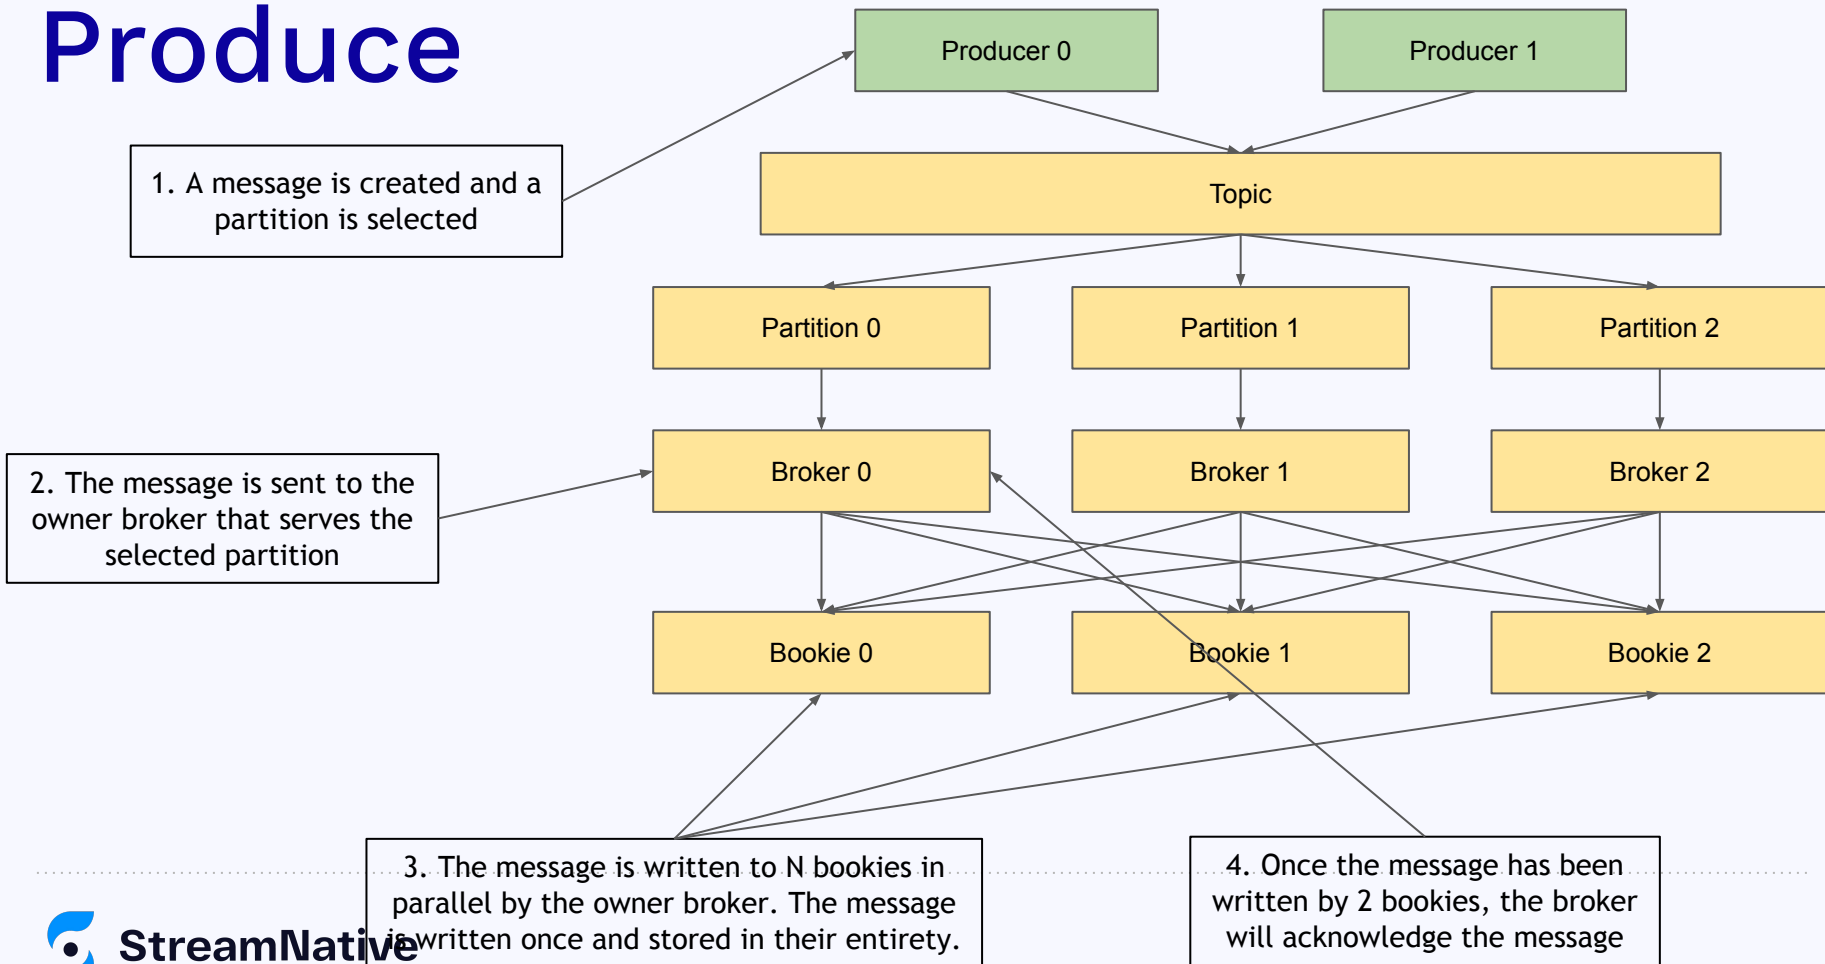 Produce
Producer 0
Producer 1
1. A message is created and a
partition is selected
Topic
Partition 0
Partition 1
Partition 2
2. The message is sent to the
owner broker that serves the
selected partition
Broker 0
Broker 1
Broker 2
Bookie 0
Bookie 1
Bookie 2
3. The message is written to N bookies in
parallel by the owner broker. The message
is written once and stored in their entirety.
4. Once the message has been
written by 2 bookies, the broker
will acknowledge the message
StreamNative